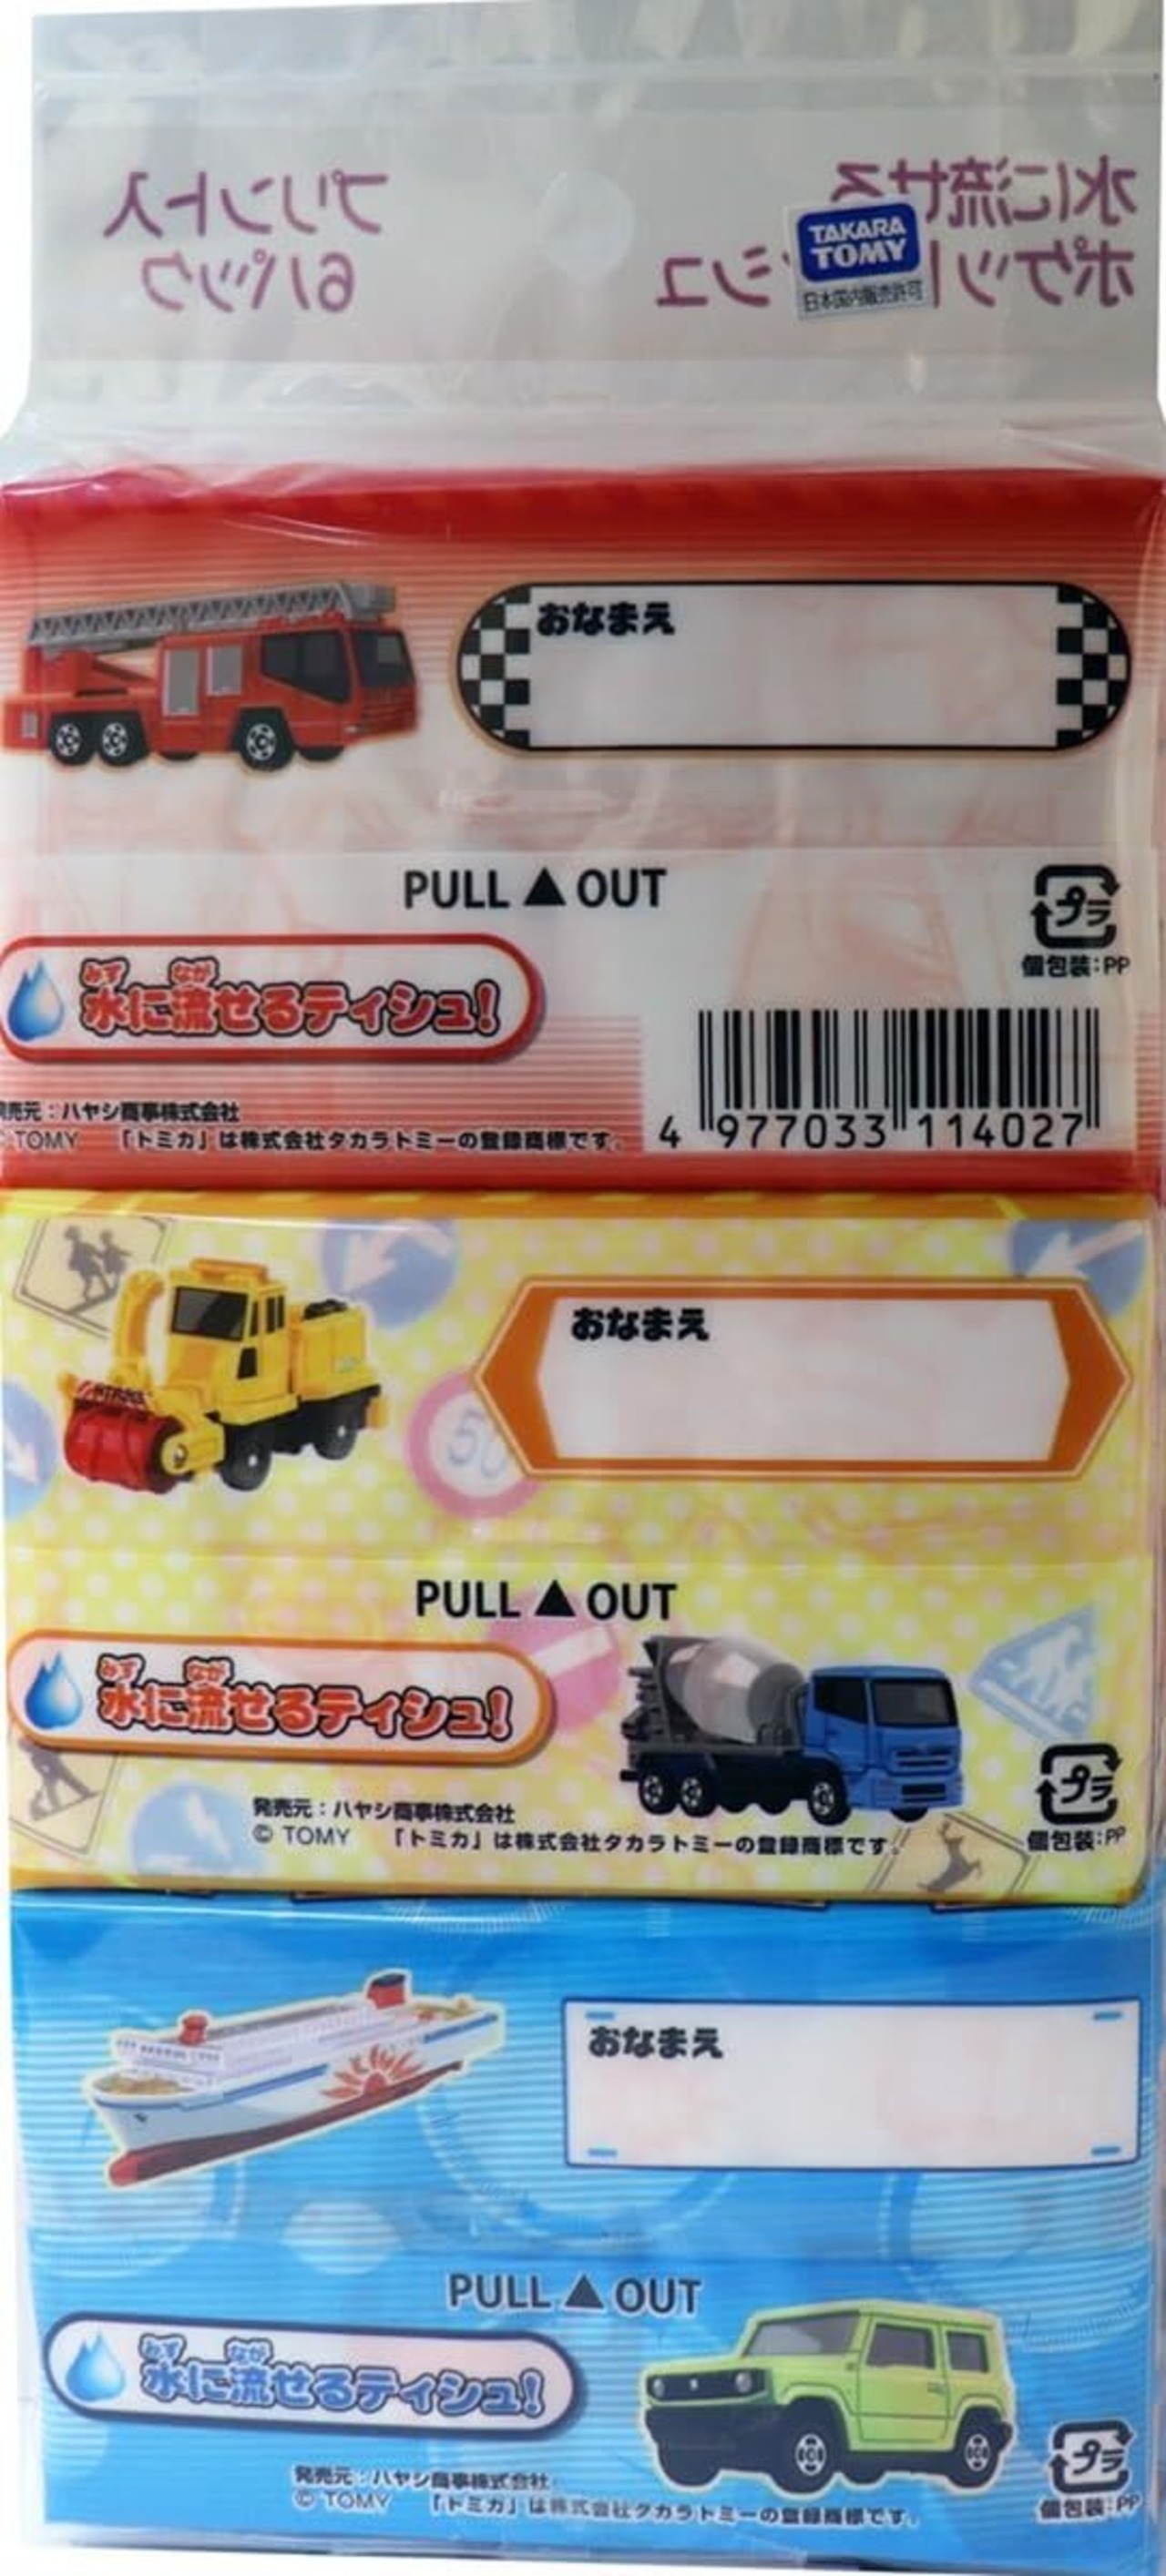 水に流せる
プリント入
ポケット シュ
6パック
TAKARA
TOMY
日本国内販売許可
おなまえ
PULL▲OUT
プラ
個包装:PP
みず なが
水に流せるティシュ!
発売元:ハヤシ商事株式会社
© TOMY 「トミカ」は株式会社タカラトミーの登録商標です。
4 977033 114027
おなまえ
50
PULL▲OUT
みず なが
水に流せるティシュ!
発売元:ハヤシ商事株式会社
© TOMY 「トミカ」は株式会社タカラトミーの登録商標です。
プラ
個包装:PP
おなまえ
PULL▲OUT
みず なが
水に流せるティシュ!
発売元:ハヤシ商事株式会社
© TOMY 「トミカ」は株式会社タカラトミーの登録商標です。
プラ
個包装:PP